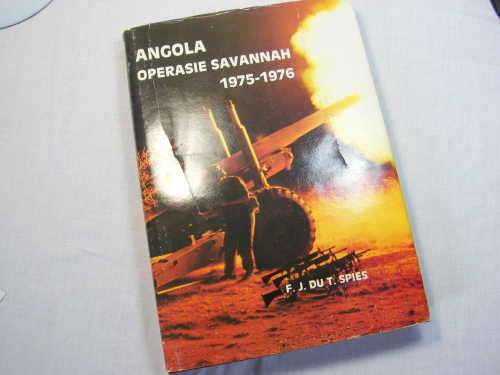 ANGOLA
OPERASIE SAVANNAH
1975-1976
F. J. DU T. SPIES